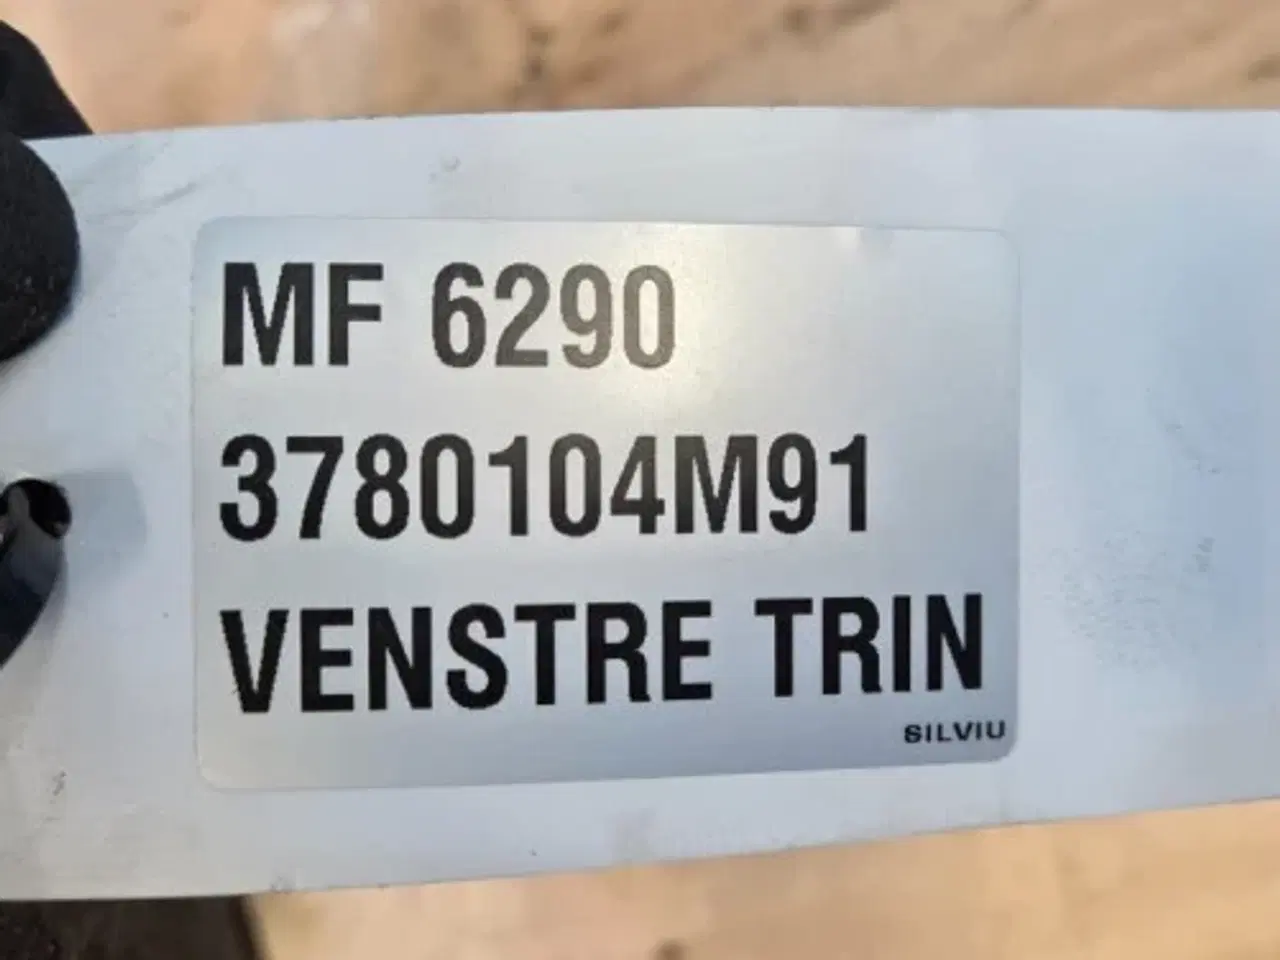 MF 6290
3780104M91
VENSTRE TRIN
SILVIU